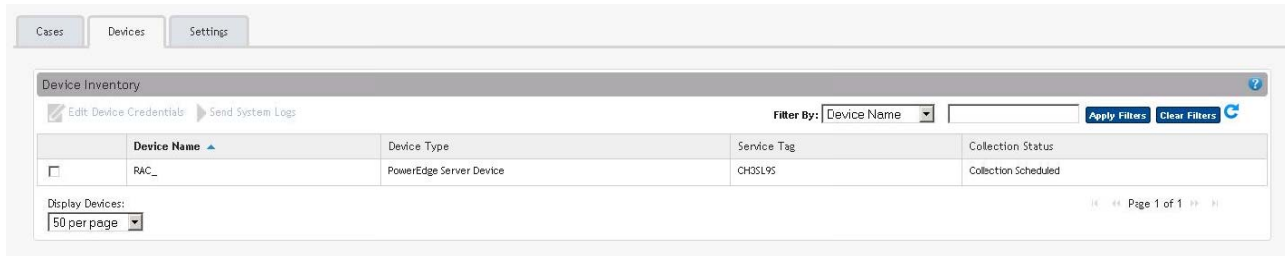 Cases Devices Settings
Device Inventory ?
Edit Device Credentials Send System Logs Filter By: Device Name Apply Filters Clear Filters
Device Name Device Type Service Tag Collection Status
RAC_ PowerEdge Server Device CH3SL9S Collection Scheduled
Display Devices: Page 1 of 1
50 per page